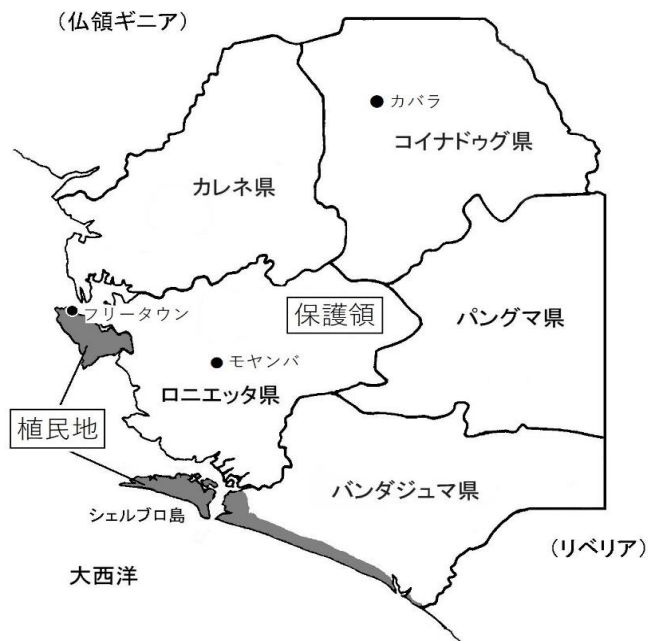 （仏領ギニア）
カバラ
コイナドゥグ県
カレネ県
フリータウン
保護領
パングマ県
モヤンバ
ロニエッタ県
植民地
バンダジュマ県
シェルブロ島
（リベリア）
大西洋